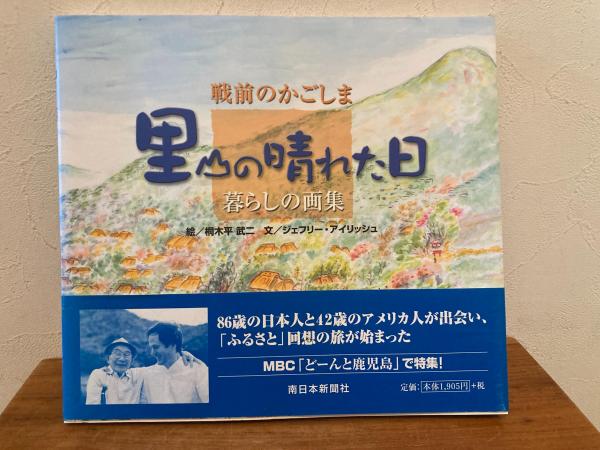 戦前のかごしま
里山の晴れた日
暮らしの画集
絵／桐木平 武二　文／ジェフリー・アイリッシュ
86歳の日本人と42歳のアメリカ人が出会い、
「ふるさと」回想の旅が始まった
MBC「どーんと鹿児島」で特集!
南日本新聞社
定価：本体1,905円+税